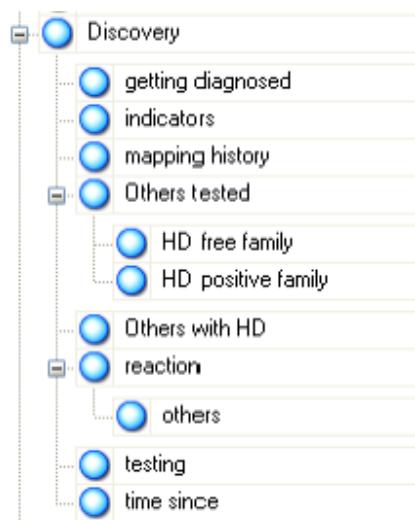 Discovery
getting diagnosed
indicators
mapping history
Others tested
HD free family
HD positive family
Others with HD
reaction
others
testing
time since